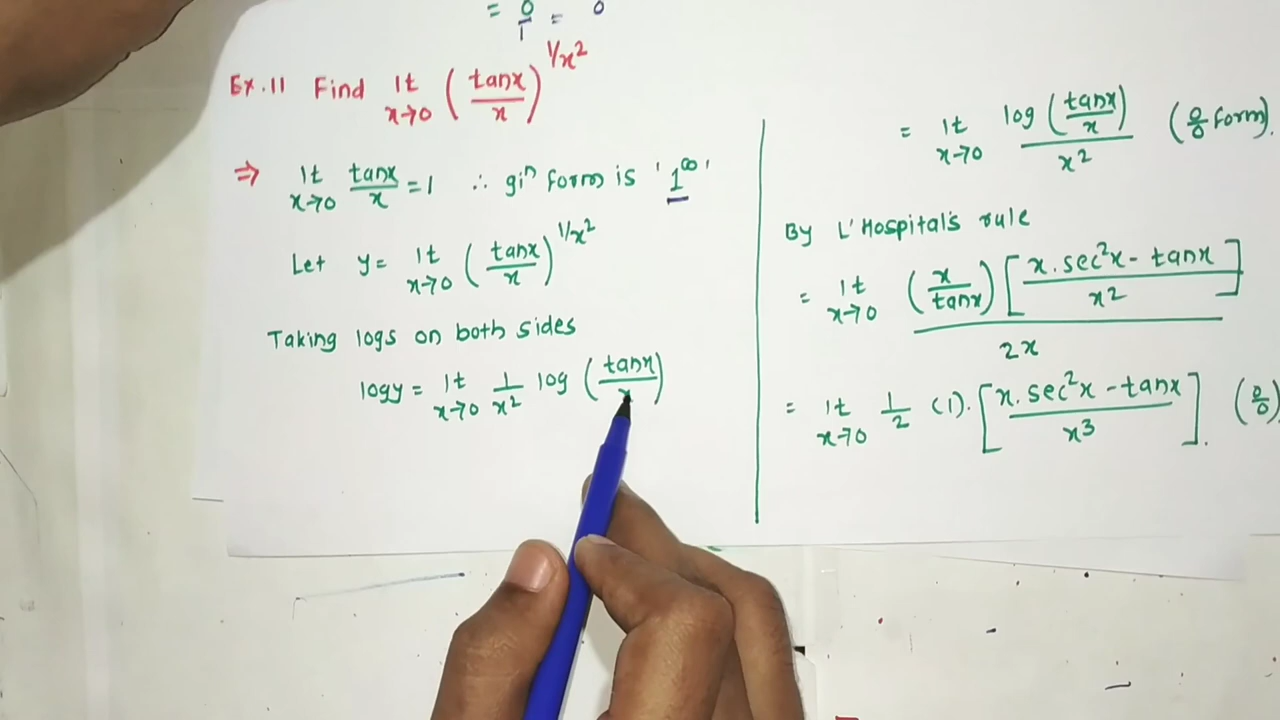 = 0/1 = 0
Ex.11 Find lt x→0 (tanx/x)^1/x²
⇒ lt x→0 tanx/x = 1 ∴ giⁿ form is '1^∞'
Let y = lt x→0 (tanx/x)^1/x²
Taking logs on both sides
logy = lt x→0 1/x² log (tanx/x)
= lt x→0 log (tanx/x) / x² (0/0 form).
By L'Hospital's rule
= lt x→0 (x/tanx) [x.sec²x - tanx / x²] / 2x
= lt x→0 1/2 (1). [x.sec²x - tanx / x³]. (0/0).